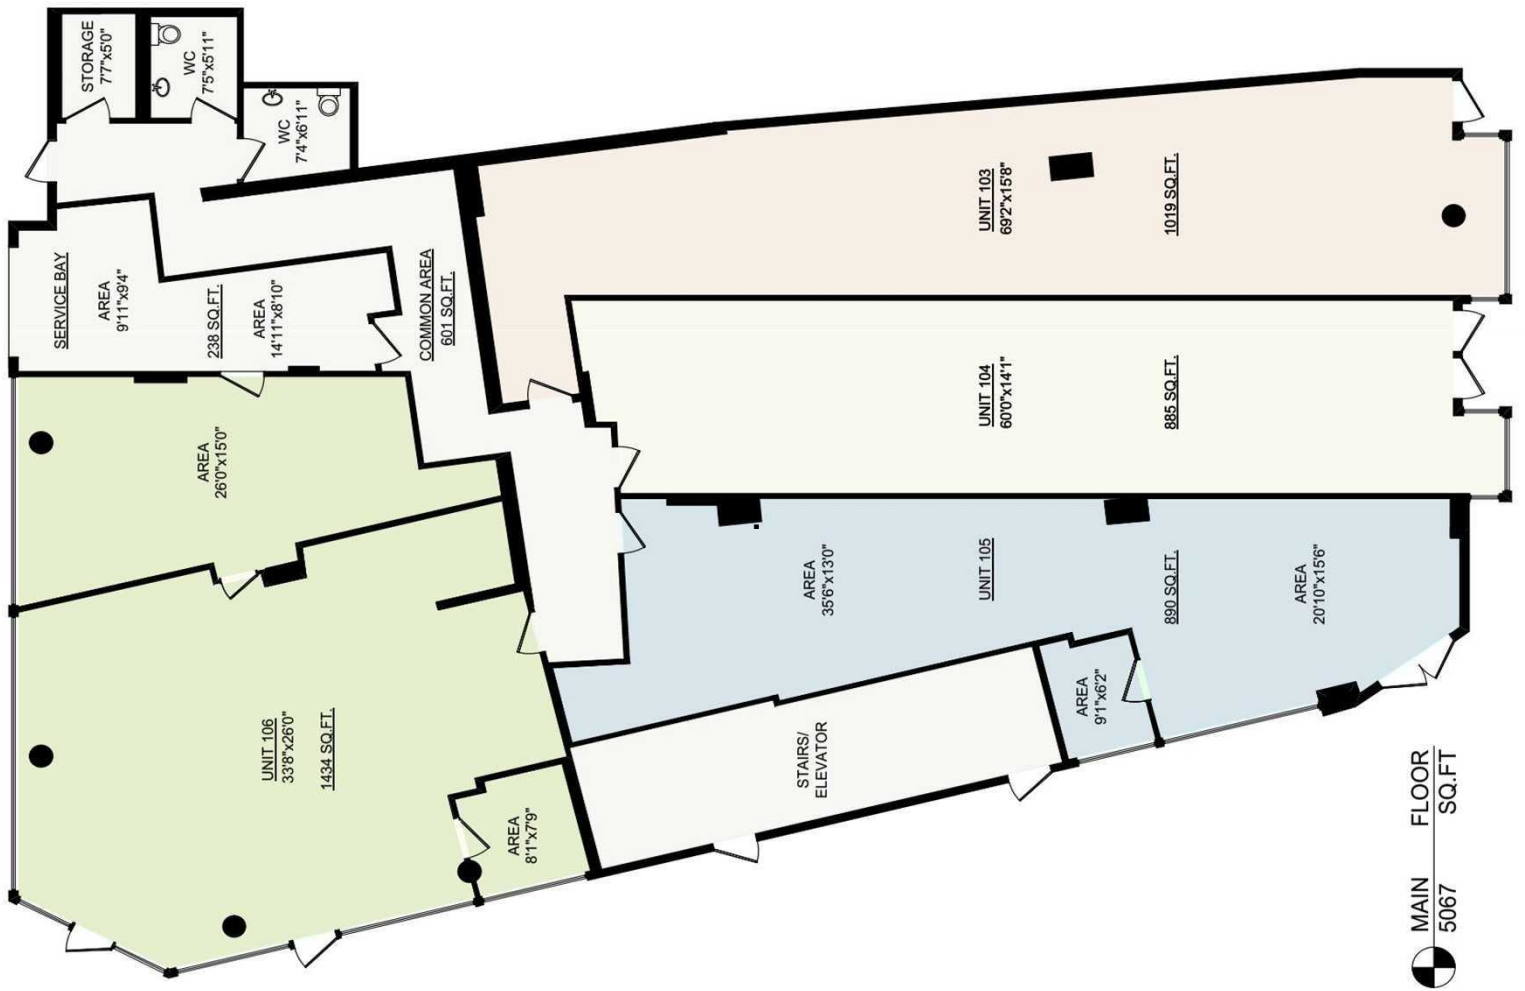 STORAGE
7'7"x5'0"
WC
7'5"x5'11"
WC
7'4"x6'11"
SERVICE BAY
AREA
9'11"x9'4"
238 SQ.FT.
AREA
14'11"x8'10"
COMMON AREA
601 SQ.FT.
UNIT 103
69'2"x15'8"
1019 SQ.FT.
UNIT 104
60'0"x14'1"
885 SQ.FT.
AREA
26'0"x15'0"
AREA
35'6"x13'0"
UNIT 105
890 SQ.FT.
AREA
20'10"x15'6"
AREA
9'1"x6'2"
UNIT 106
33'8"x26'0"
1434 SQ.FT.
STAIRS/
ELEVATOR
AREA
8'1"x7'9"
MAIN FLOOR
5067 SQ.FT